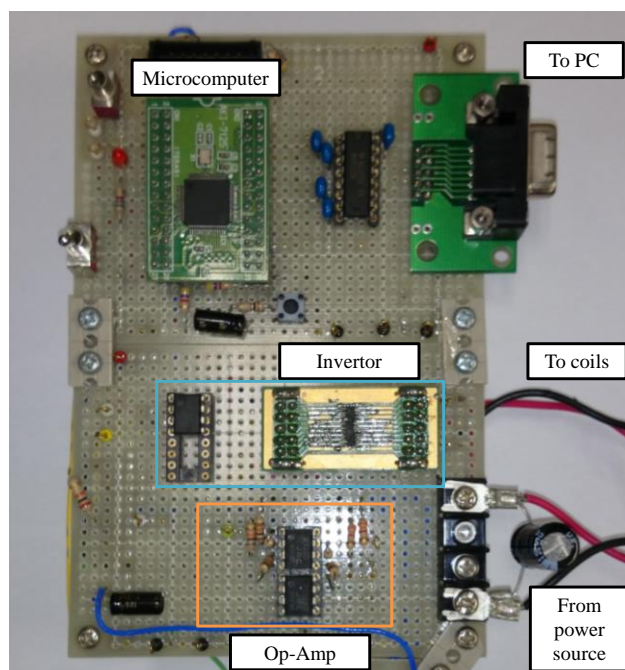 Microcomputer
To PC
Invertor
To coils
Op-Amp
From
power
source